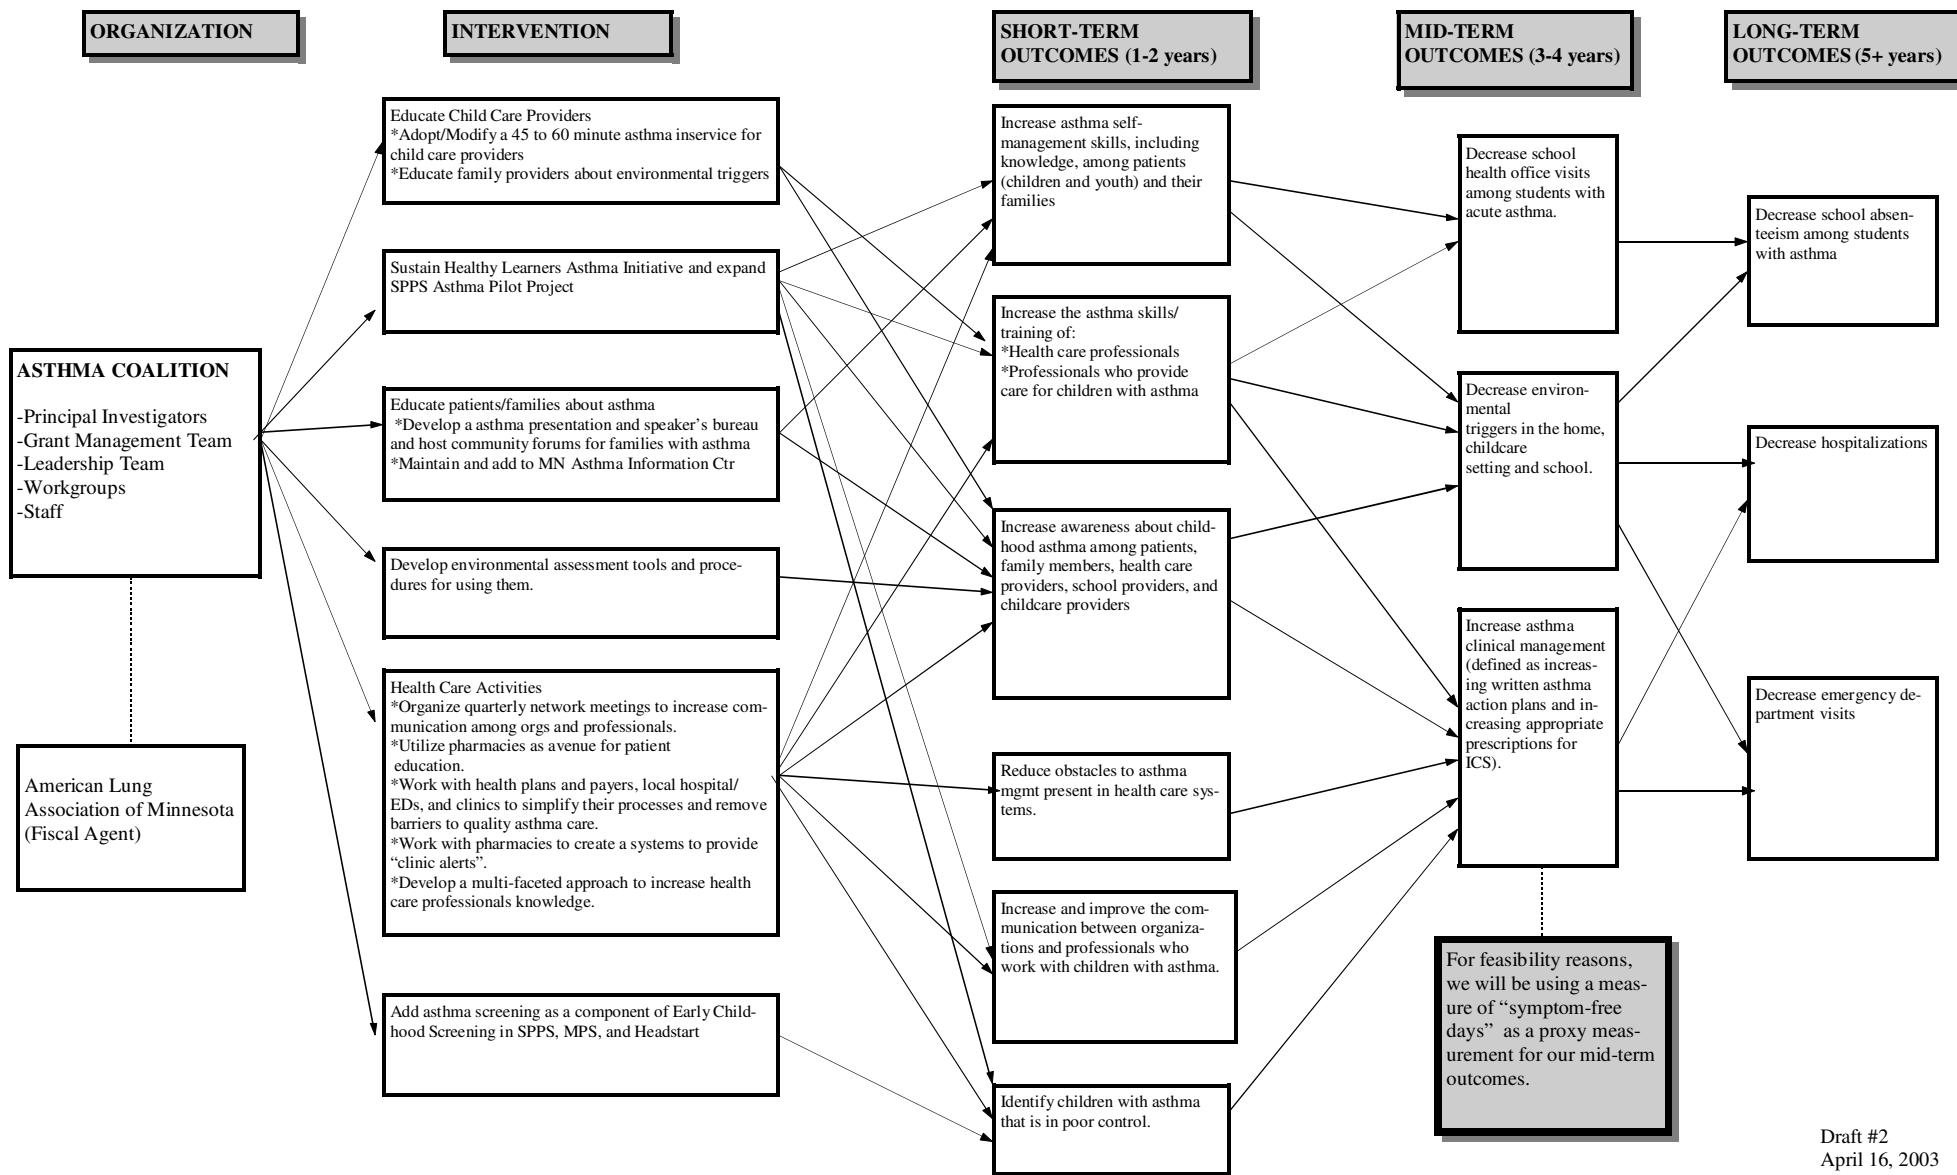 ORGANIZATION
INTERVENTION
SHORT-TERM
OUTCOMES (1-2 years)
MID-TERM
OUTCOMES (3-4 years)
LONG-TERM
OUTCOMES (5+ years)
ASTHMA COALITION
-Principal Investigators
-Grant Management Team
-Leadership Team
-Workgroups
-Staff
American Lung
Association of Minnesota
(Fiscal Agent)
Educate Child Care Providers
*Adopt/Modify a 45 to 60 minute asthma inservice for
child care providers
*Educate family providers about environmental triggers
Sustain Healthy Learners Asthma Initiative and expand
SPPS Asthma Pilot Project
Educate patients/families about asthma
*Develop a asthma presentation and speaker's bureau
and host community forums for families with asthma
*Maintain and add to MN Asthma Information Ctr
Develop environmental assessment tools and proce-
dures for using them.
Health Care Activities
*Organize quarterly network meetings to increase com-
munication among orgs and professionals.
*Utilize pharmacies as avenue for patient
education.
*Work with health plans and payers, local hospital/
EDs, and clinics to simplify their processes and remove
barriers to quality asthma care.
*Work with pharmacies to create a systems to provide
“clinic alerts”.
*Develop a multi-faceted approach to increase health
care professionals knowledge.
Add asthma screening as a component of Early Child-
hood Screening in SPPS, MPS, and Headstart
Increase asthma self-
management skills, including
knowledge, among patients
(children and youth) and their
families
Increase the asthma skills/
training of:
*Health care professionals
*Professionals who provide
care for children with asthma
Increase awareness about child-
hood asthma among patients,
family members, health care
providers, school providers, and
childcare providers
Reduce obstacles to asthma
mgmt present in health care sys-
tems.
Increase and improve the com-
munication between organiza-
tions and professionals who
work with children with asthma.
Identify children with asthma
that is in poor control.
Decrease school
health office visits
among students with
acute asthma.
Decrease environ-
mental
triggers in the home,
childcare
setting and school.
Increase asthma
clinical management
(defined as increas-
ing written asthma
action plans and in-
creasing appropriate
prescriptions for
ICS).
For feasibility reasons,
we will be using a meas-
ure of “symptom-free
days” as a proxy meas-
urement for our mid-term
outcomes.
Decrease school absen-
teeism among students
with asthma
Decrease hospitalizations
Decrease emergency de-
partment visits
Draft #2
April 16, 2003